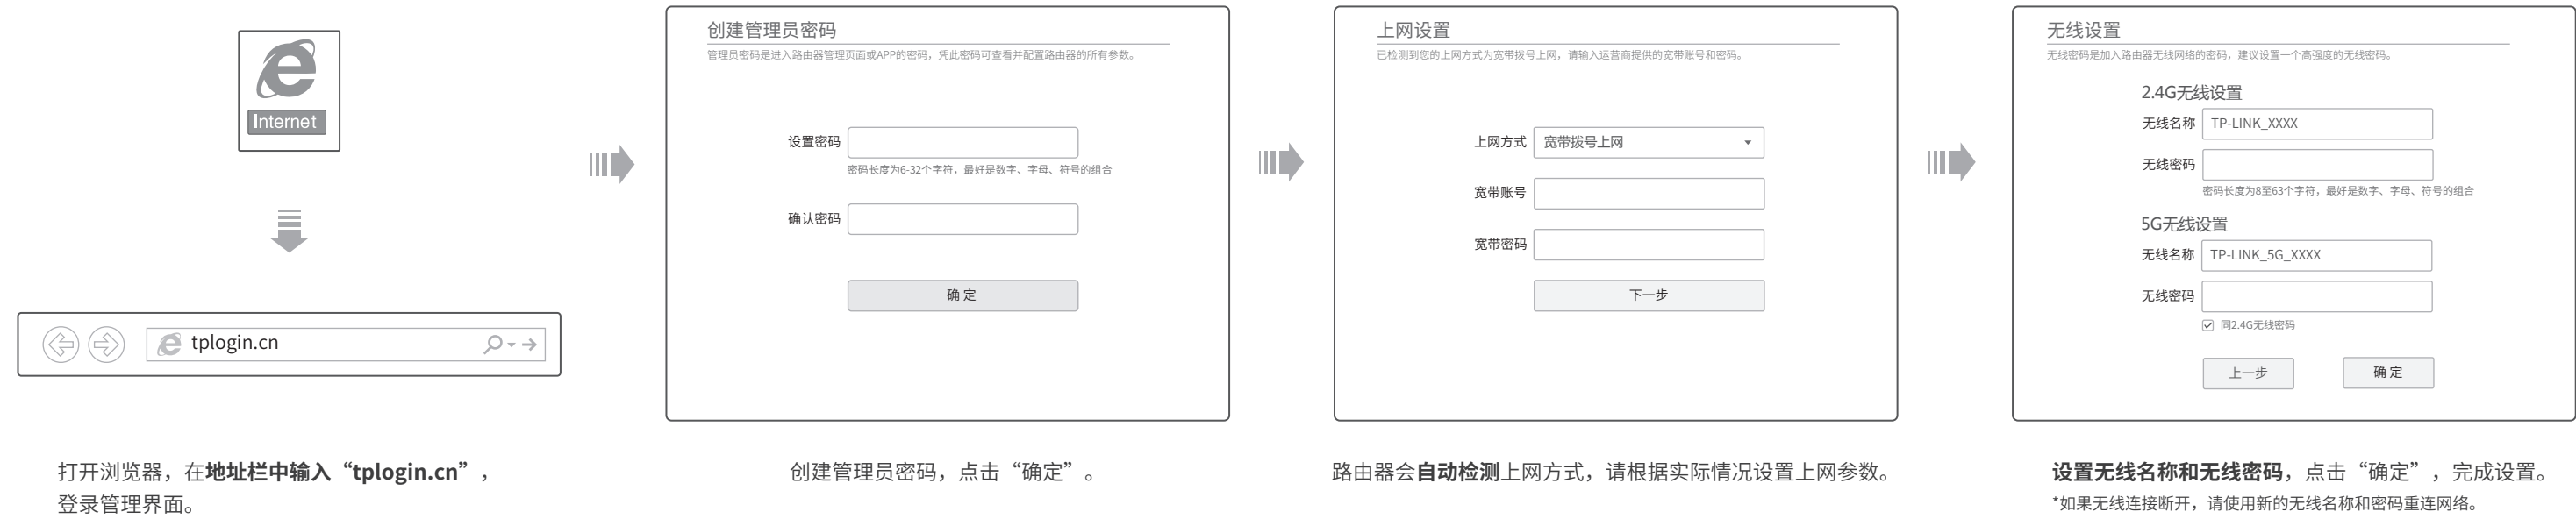 Internet
tplogin.cn
打开浏览器，在地址栏中输入“tplogin.cn”，
登录管理界面。
创建管理员密码
管理员密码是进入路由器管理页面或APP的密码，凭此密码可查看并配置路由器的所有参数。
设置密码
密码长度为6-32个字符，最好是数字、字母、符号的组合
确认密码
确 定
创建管理员密码，点击“确定”。
上网设置
已检测到您的上网方式为宽带拨号上网，请输入运营商提供的宽带账号和密码。
上网方式 宽带拨号上网
宽带账号
宽带密码
下一步
路由器会自动检测上网方式，请根据实际情况设置上网参数。
无线设置
无线密码是加入路由器无线网络的密码，建议设置一个高强度的无线密码。
2.4G无线设置
无线名称 TP-LINK_XXXX
无线密码
密码长度为8至63个字符，最好是数字、字母、符号的组合
5G无线设置
无线名称 TP-LINK_5G_XXXX
无线密码
同2.4G无线密码
上一步 确 定
设置无线名称和无线密码，点击“确定”，完成设置。
*如果无线连接断开，请使用新的无线名称和密码重连网络。